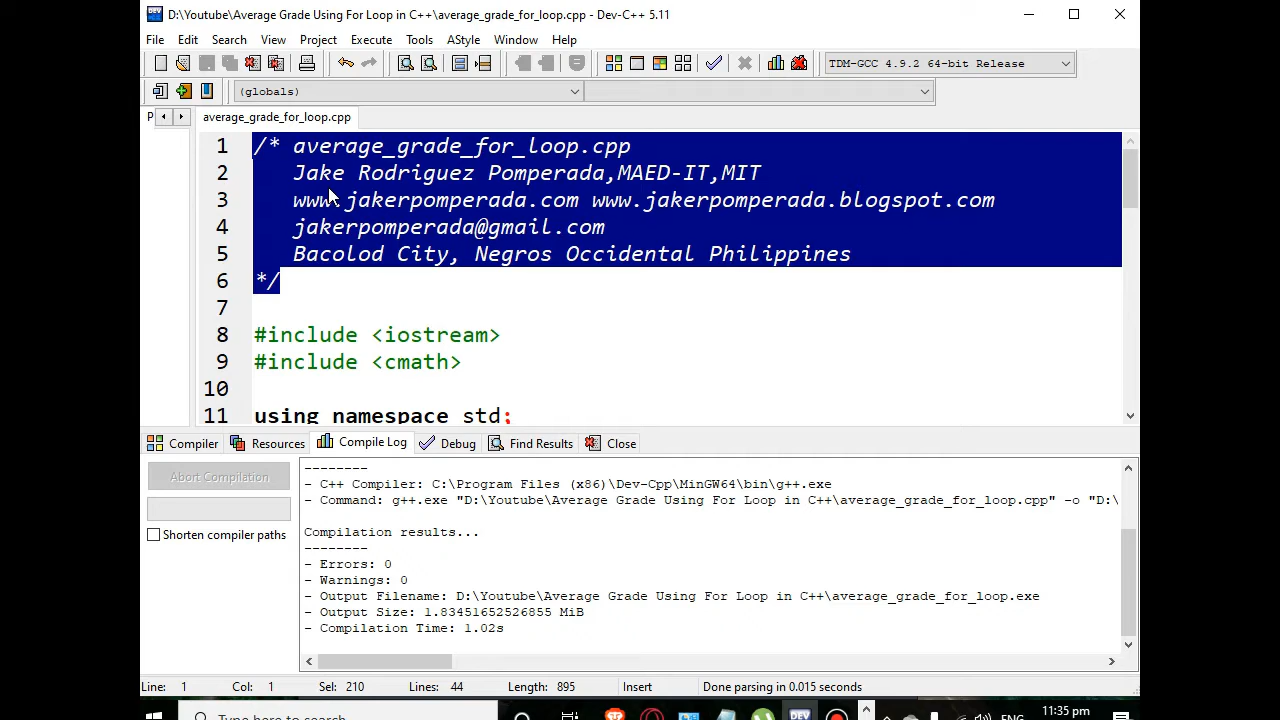 D:\Youtube\Average Grade Using For Loop in C++\average_grade_for_loop.cpp - Dev-C++ 5.11
File Edit Search View Project Execute Tools AStyle Window Help
TDM-GCC 4.9.2 64-bit Release
(globals)
P average_grade_for_loop.cpp
1 /* average_grade_for_loop.cpp
2 Jake Rodriguez Pomperada,MAED-IT,MIT
3 www.jakerpomperada.com www.jakerpomperada.blogspot.com
4 jakerpomperada@gmail.com
5 Bacolod City, Negros Occidental Philippines
6 */
7
8 #include <iostream>
9 #include <cmath>
10
11 using namespace std;
Compiler Resources Compile Log Debug Find Results Close
Abort Compilation
Shorten compiler paths
--------
- C++ Compiler: C:\Program Files (x86)\Dev-Cpp\MinGW64\bin\g++.exe
- Command: g++.exe "D:\Youtube\Average Grade Using For Loop in C++\average_grade_for_loop.cpp" -o "D:\
Compilation results...
--------
- Errors: 0
- Warnings: 0
- Output Filename: D:\Youtube\Average Grade Using For Loop in C++\average_grade_for_loop.exe
- Output Size: 1.83451652526855 MiB
- Compilation Time: 1.02s
Line: 1 Col: 1 Sel: 210 Lines: 44 Length: 895 Insert Done parsing in 0.015 seconds
Type here to search
DEV
ENG
11:35 pm